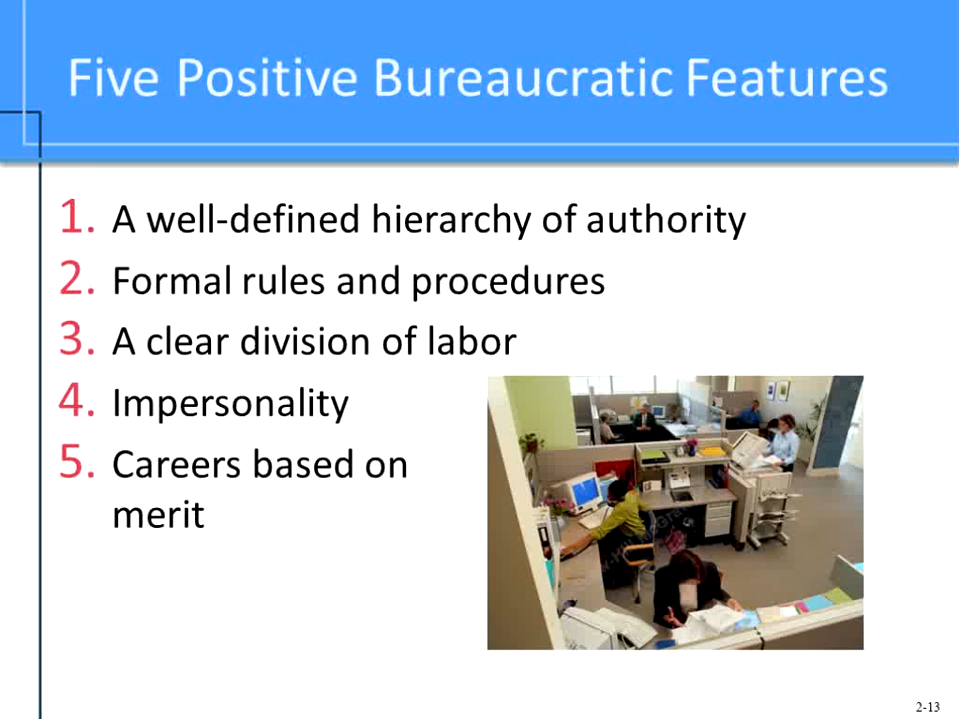 Five Positive Bureaucratic Features
1. A well-defined hierarchy of authority
2. Formal rules and procedures
3. A clear division of labor
4. Impersonality
5. Careers based on
merit
2-13